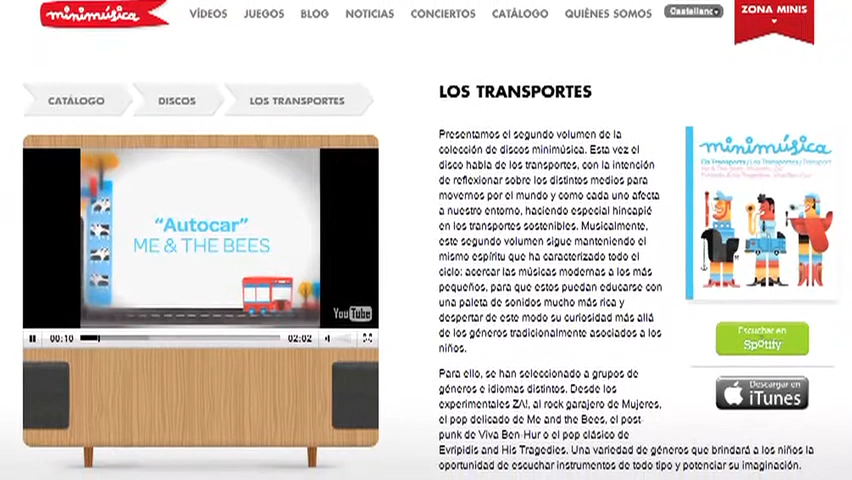 minimúsica
VÍDEOS JUEGOS BLOG NOTICIAS CONCIERTOS CATÁLOGO QUIÉNES SOMOS Castellano ZONA MINIS
CATÁLOGO DISCOS LOS TRANSPORTES
LOS TRANSPORTES
"Autocar"
ME & THE BEES
YouTube
00:10 02:02
Presentamos el segundo volumen de la
colección de discos minimúsica. Esta vez el
disco habla de los transportes, con la intención
de reflexionar sobre los distintos medios para
movernos por el mundo y como cada uno afecta
a nuestro entorno, haciendo especial hincapié
en los transportes sostenibles. Musicalmente,
este segundo volumen sigue manteniendo el
mismo espíritu que ha caracterizado todo el
ciclo: acercar las músicas modernas a los más
pequeños, para que estos puedan educarse con
una paleta de sonidos mucho más rica y
despertar de este modo su curiosidad más allá
de los géneros tradicionalmente asociados a los
niños.
Para ello, se han seleccionado a grupos de
géneros e idiomas distintos. Desde los
experimentales ZA!, al rock garajero de Mujeres,
el pop delicado de Me and the Bees, el post
punk de Viva Ben-Hur o el pop clásico de
Evripidis and His Tragedies. Una variedad de géneros que brindará a los niños la
oportunidad de escuchar instrumentos de todo tipo y potenciar su imaginación.
minimúsica
Els Transports / Los Transportes / Transport
Escuchar en
Spotify
Descargar en
iTunes